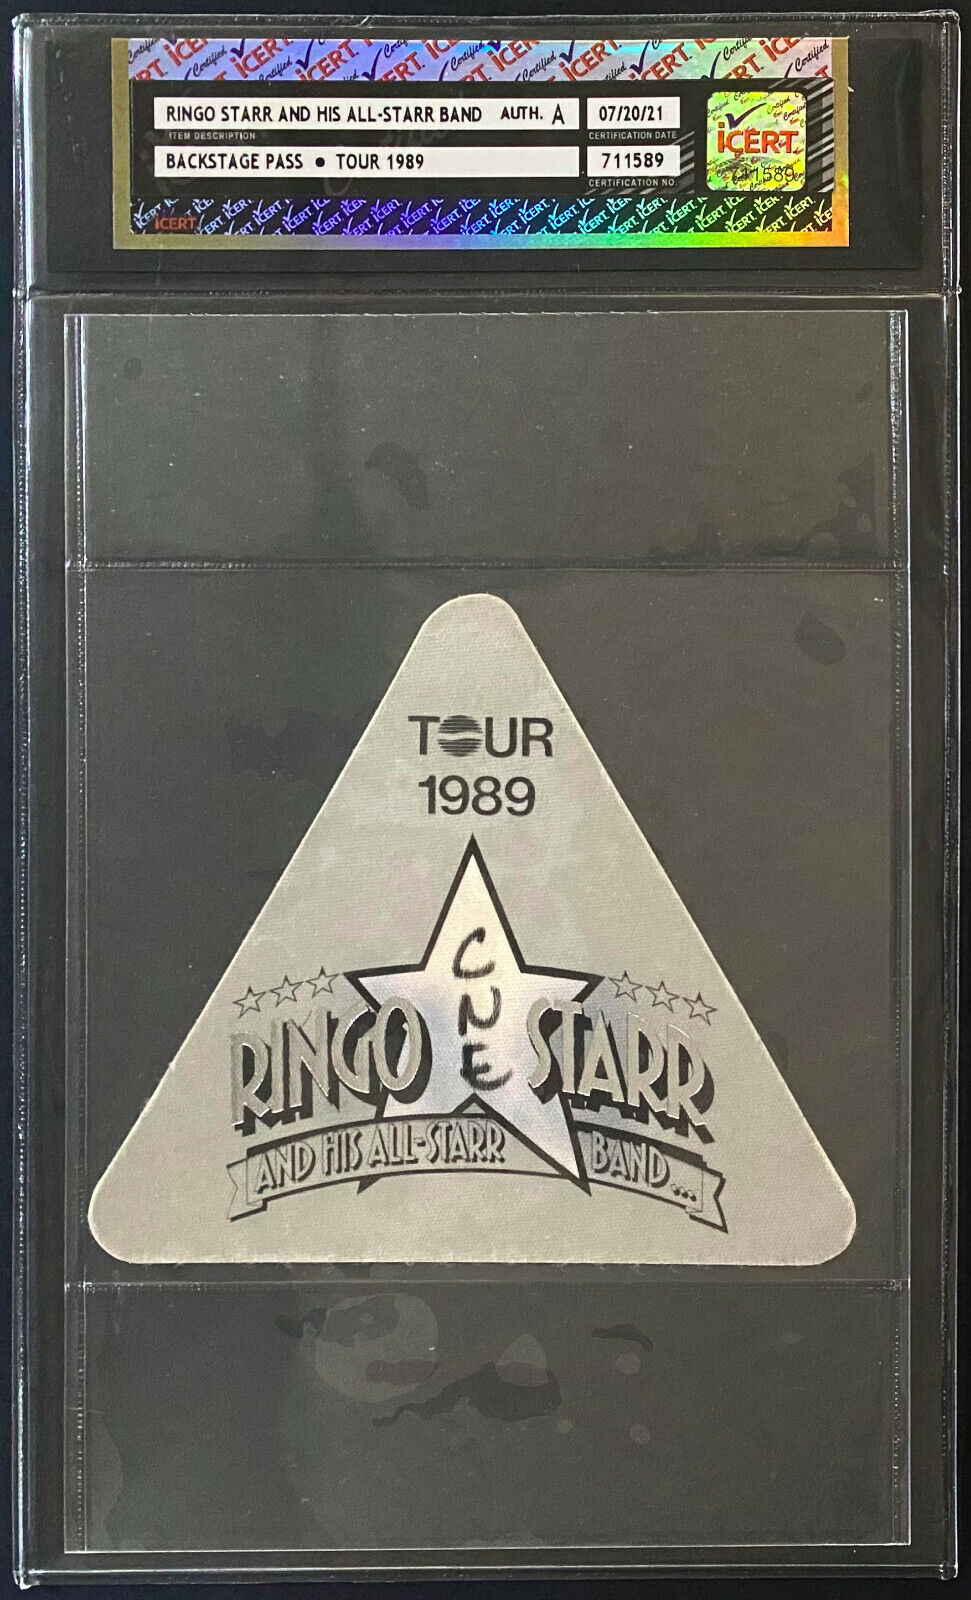 RINGO STARR AND HIS ALL-STARR BAND AUTH. A
ITEM DESCRIPTION
BACKSTAGE PASS • TOUR 1989
07/20/21
CERTIFICATION DATE
711589
CERTIFICATION NO.
iCERT
711589
iCERT
TOUR
1989
C
N
E
RINGO STARR
AND HIS ALL-STARR BAND...